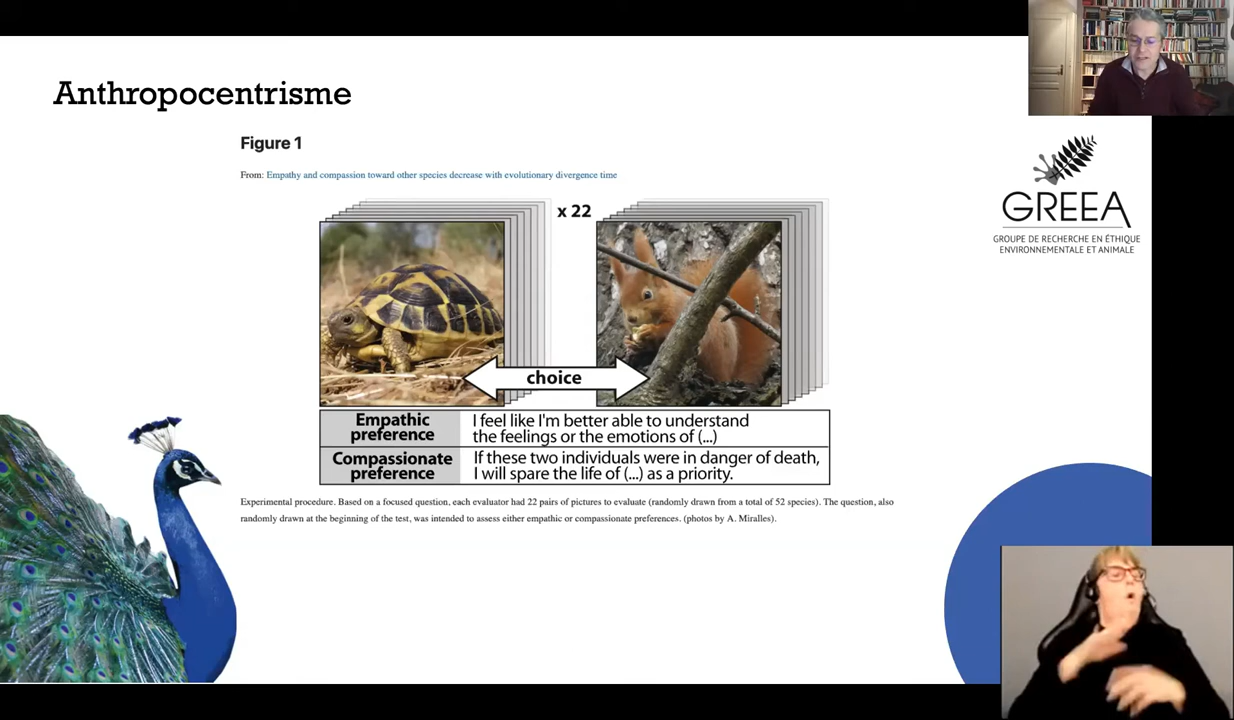 Anthropocentrisme
Figure 1
From: Empathy and compassion toward other species decrease with evolutionary divergence time
x 22
choice
Empathic
preference
I feel like I'm better able to understand
the feelings or the emotions of (...)
Compassionate
preference
If these two individuals were in danger of death,
I will spare the life of (...) as a priority.
Experimental procedure. Based on a focused question, each evaluator had 22 pairs of pictures to evaluate (randomly drawn from a total of 52 species). The question, also
randomly drawn at the beginning of the test, was intended to assess either empathic or compassionate preferences. (photos by A. Miralles).
GREEA
GROUPE DE RECHERCHE EN ÉTHIQUE
ENVIRONNEMENTALE ET ANIMALE